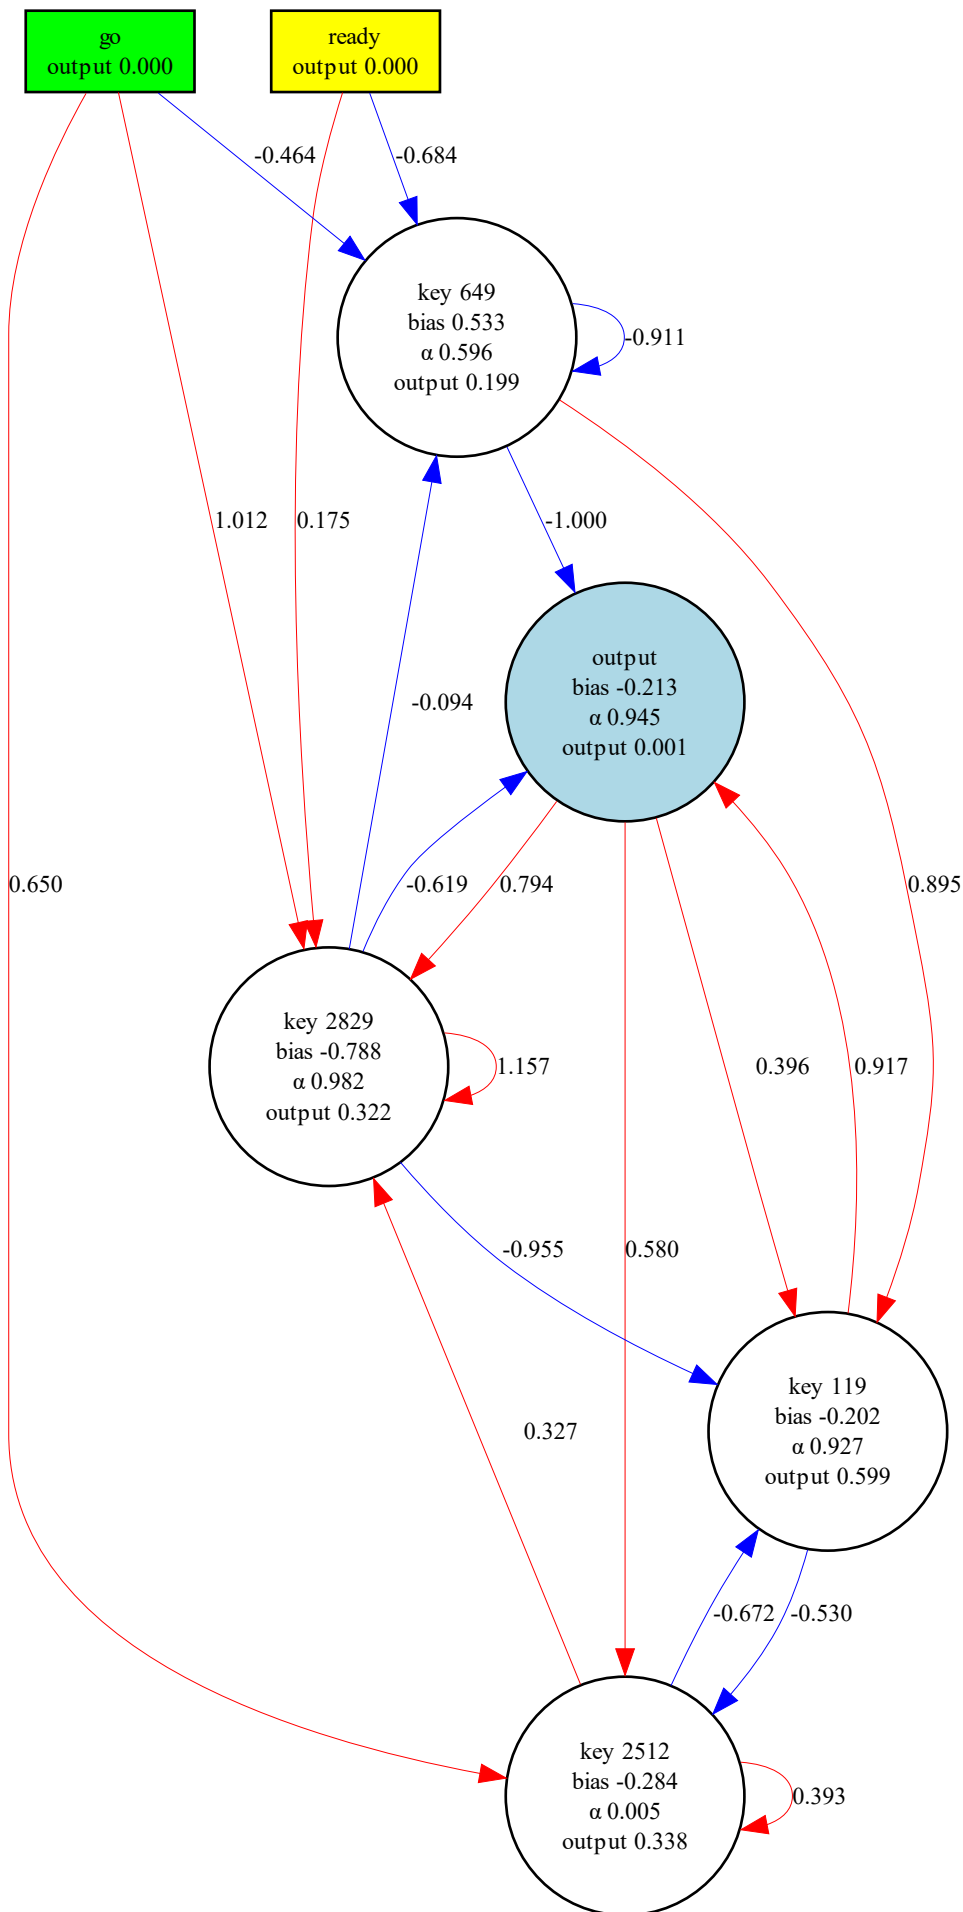 go
output 0.000
ready
output 0.000
-0.464
-0.684
key 649
bias 0.533
α 0.596
output 0.199
-0.911
1.012
0.175
-1.000
output
bias -0.213
α 0.945
output 0.001
-0.094
0.650
-0.619
0.794
0.895
key 2829
bias -0.788
α 0.982
output 0.322
1.157
0.396
0.917
-0.955
0.580
key 119
bias -0.202
α 0.927
output 0.599
0.327
-0.672
-0.530
key 2512
bias -0.284
α 0.005
output 0.338
0.393